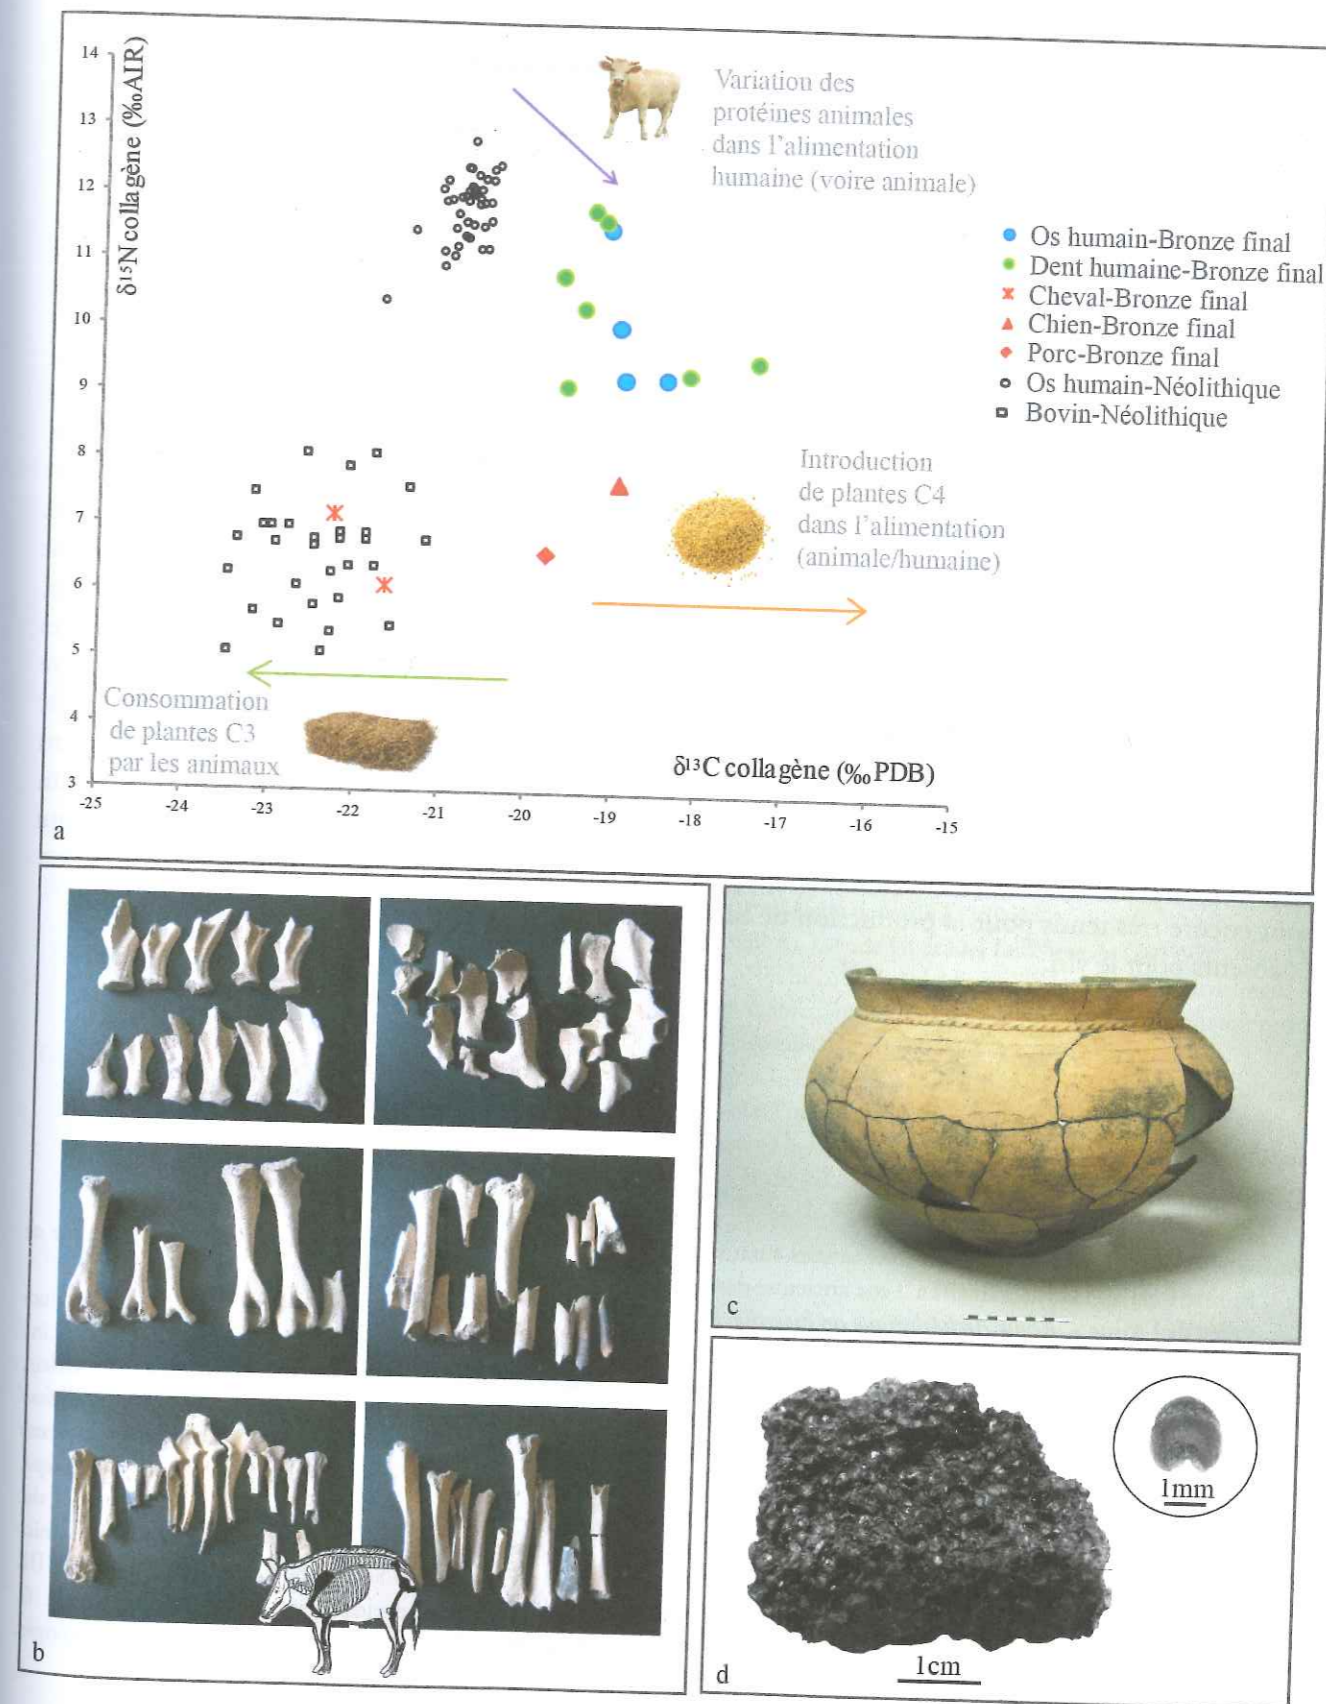 14
13
12
11
10
9
8
7
6
5
4
3
δ¹⁵N collagène (‰AIR)
Variation des
protéines animales
dans l'alimentation
humaine (voire animale)
Os humain-Bronze final
Dent humaine-Bronze final
Cheval-Bronze final
Chien-Bronze final
Porc-Bronze final
Os humain-Néolithique
Bovin-Néolithique
Introduction
de plantes C4
dans l'alimentation
(animale/humaine)
Consommation
de plantes C3
par les animaux
δ¹³C collagène (‰PDB)
-25 -24 -23 -22 -21 -20 -19 -18 -17 -16 -15
a
b
c
1mm
1cm
d